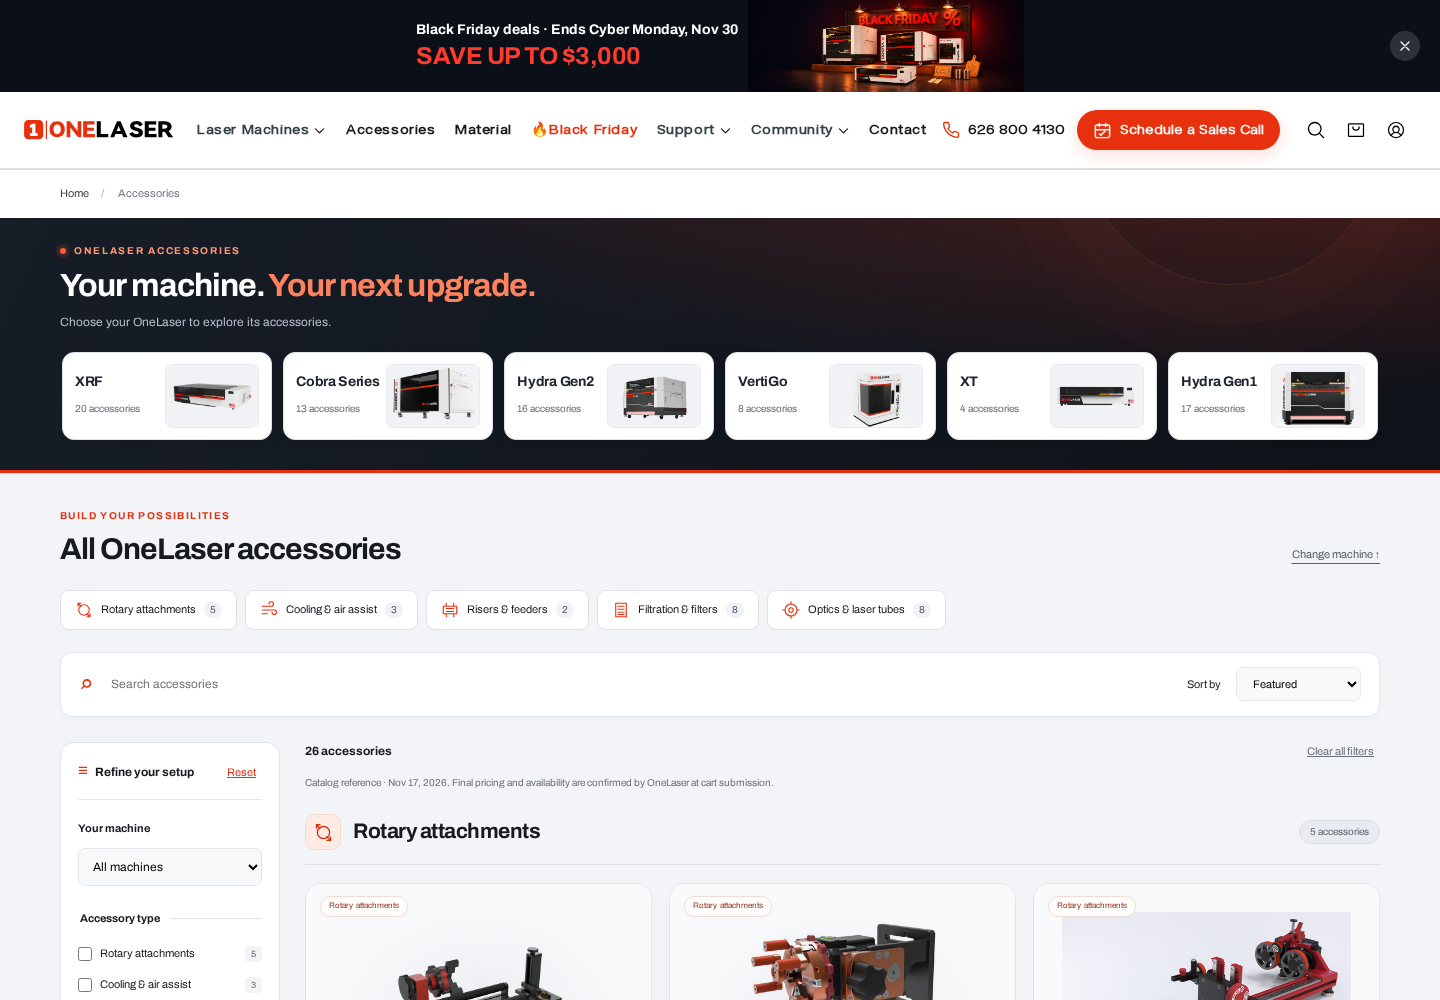 Black Friday deals · Ends Cyber Monday, Nov 30
SAVE UP TO $3,000
BLACK FRIDAY %
1 ONELASER
Laser Machines
Accessories
Material
🔥Black Friday
Support
Community
Contact
626 800 4130
Schedule a Sales Call
Home / Accessories
ONELASER ACCESSORIES
Your machine. Your next upgrade.
Choose your OneLaser to explore its accessories.
XRF
20 accessories
Cobra Series
13 accessories
Hydra Gen2
16 accessories
VertiGo
8 accessories
XT
4 accessories
Hydra Gen1
17 accessories
BUILD YOUR POSSIBILITIES
All OneLaser accessories
Change machine ↑
Rotary attachments 5
Cooling & air assist 3
Risers & feeders 2
Filtration & filters 8
Optics & laser tubes 8
Search accessories
Sort by
Featured
Refine your setup
Reset
Your machine
All machines
Accessory type
Rotary attachments 5
Cooling & air assist 3
26 accessories
Clear all filters
Catalog reference · Nov 17, 2026. Final pricing and availability are confirmed by OneLaser at cart submission.
Rotary attachments
5 accessories
Rotary attachments
Rotary attachments
Rotary attachments